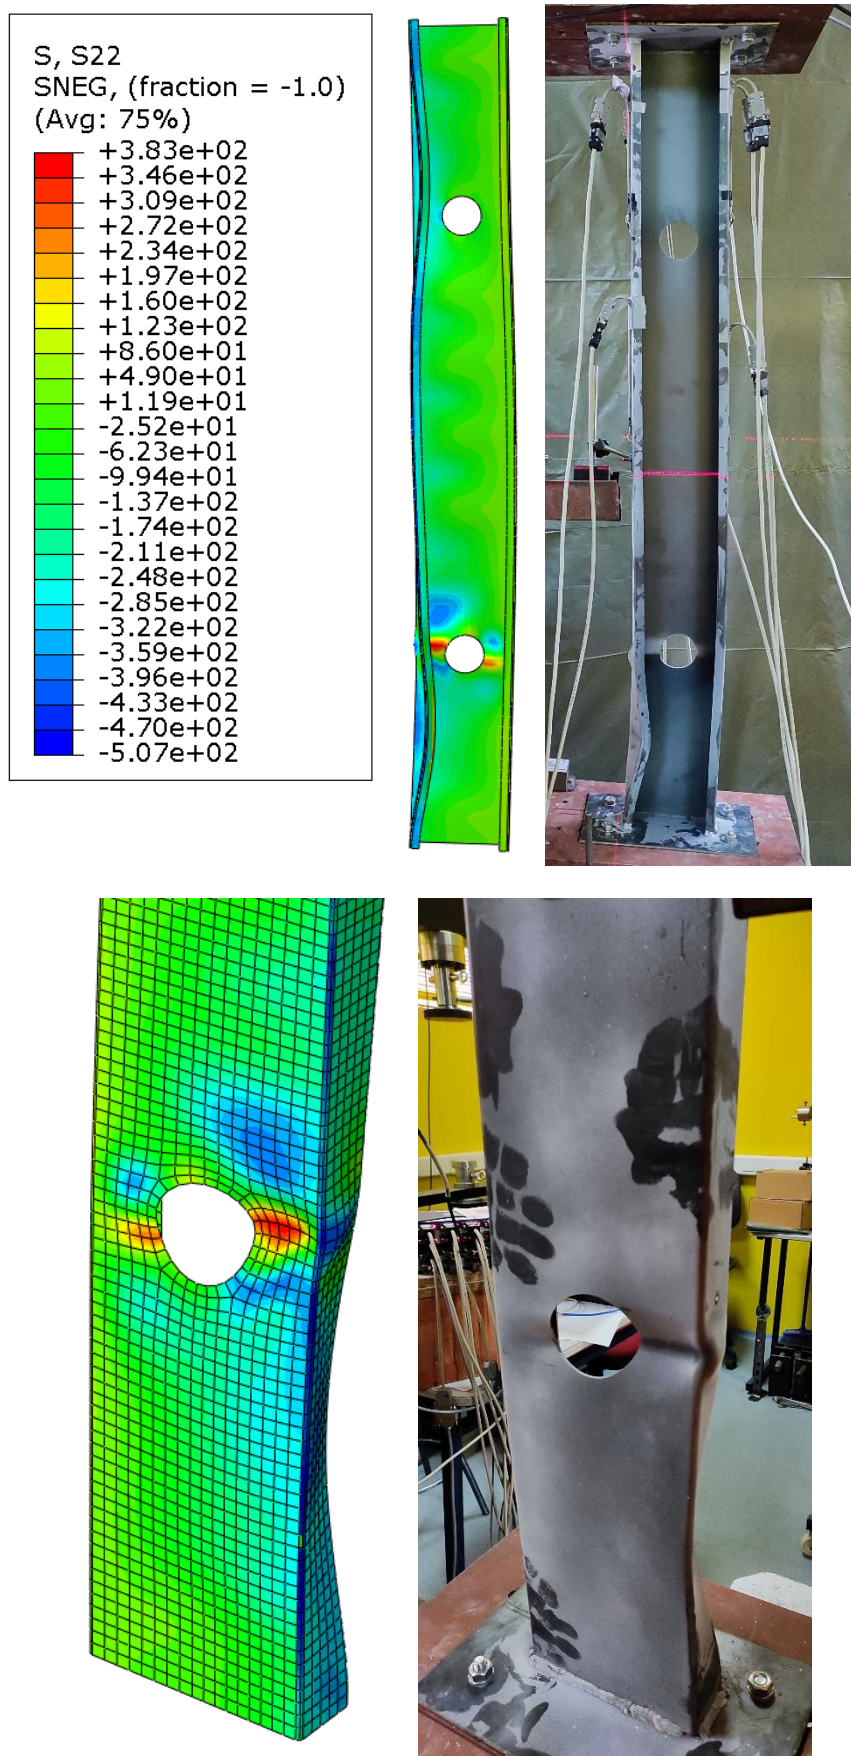 S, S22
SNEG, (fraction = -1.0)
(Avg: 75%)
+3.83e+02
+3.46e+02
+3.09e+02
+2.72e+02
+2.34e+02
+1.97e+02
+1.60e+02
+1.23e+02
+8.60e+01
+4.90e+01
+1.19e+01
-2.52e+01
-6.23e+01
-9.94e+01
-1.37e+02
-1.74e+02
-2.11e+02
-2.48e+02
-2.85e+02
-3.22e+02
-3.59e+02
-3.96e+02
-4.33e+02
-4.70e+02
-5.07e+02